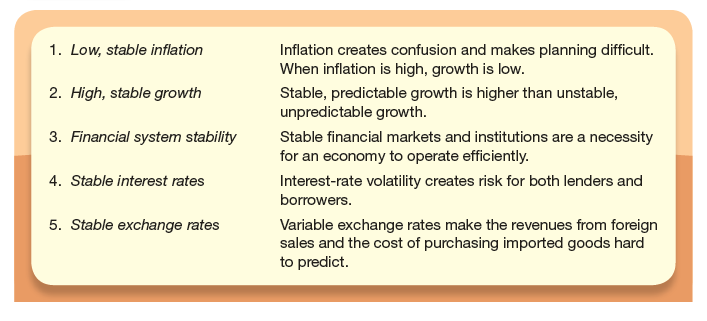 1. Low, stable inflation Inflation creates confusion and makes planning difficult.
When inflation is high, growth is low.
2. High, stable growth Stable, predictable growth is higher than unstable,
unpredictable growth.
3. Financial system stability Stable financial markets and institutions are a necessity
for an economy to operate efficiently.
4. Stable interest rates Interest-rate volatility creates risk for both lenders and
borrowers.
5. Stable exchange rates Variable exchange rates make the revenues from foreign
sales and the cost of purchasing imported goods hard
to predict.